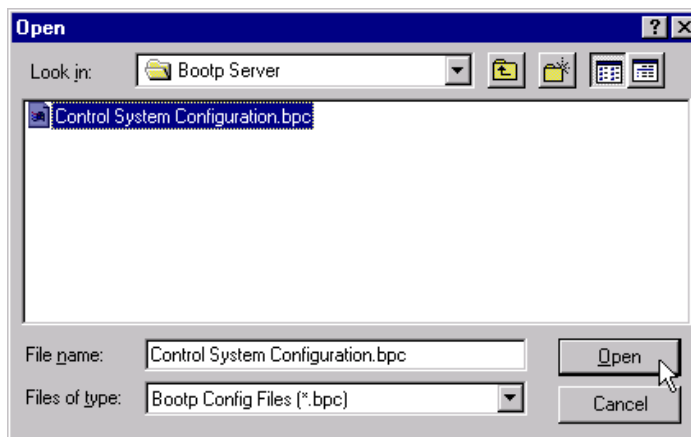 Open
Look in: Bootp Server
Control System Configuration.bpc
File name: Control System Configuration.bpc Open
Files of type: Bootp Config Files (*.bpc) Cancel